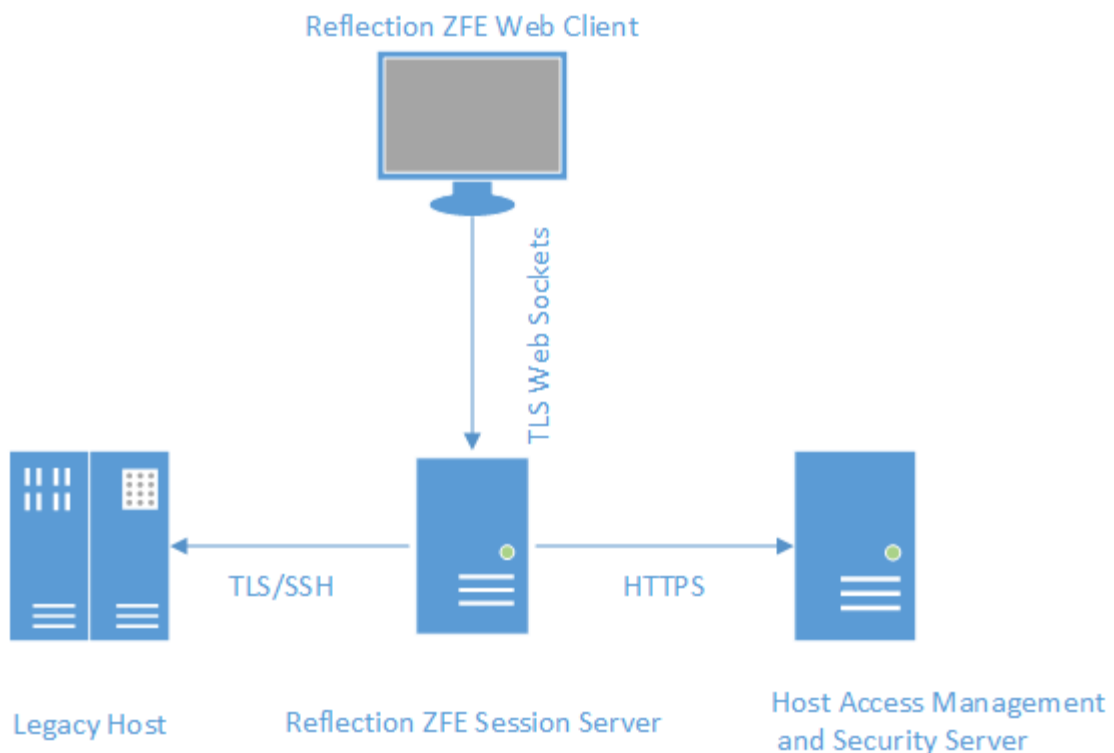 Reflection ZFE Web Client
TLS Web Sockets
TLS/SSH
HTTPS
Legacy Host
Reflection ZFE Session Server
Host Access Management
and Security Server